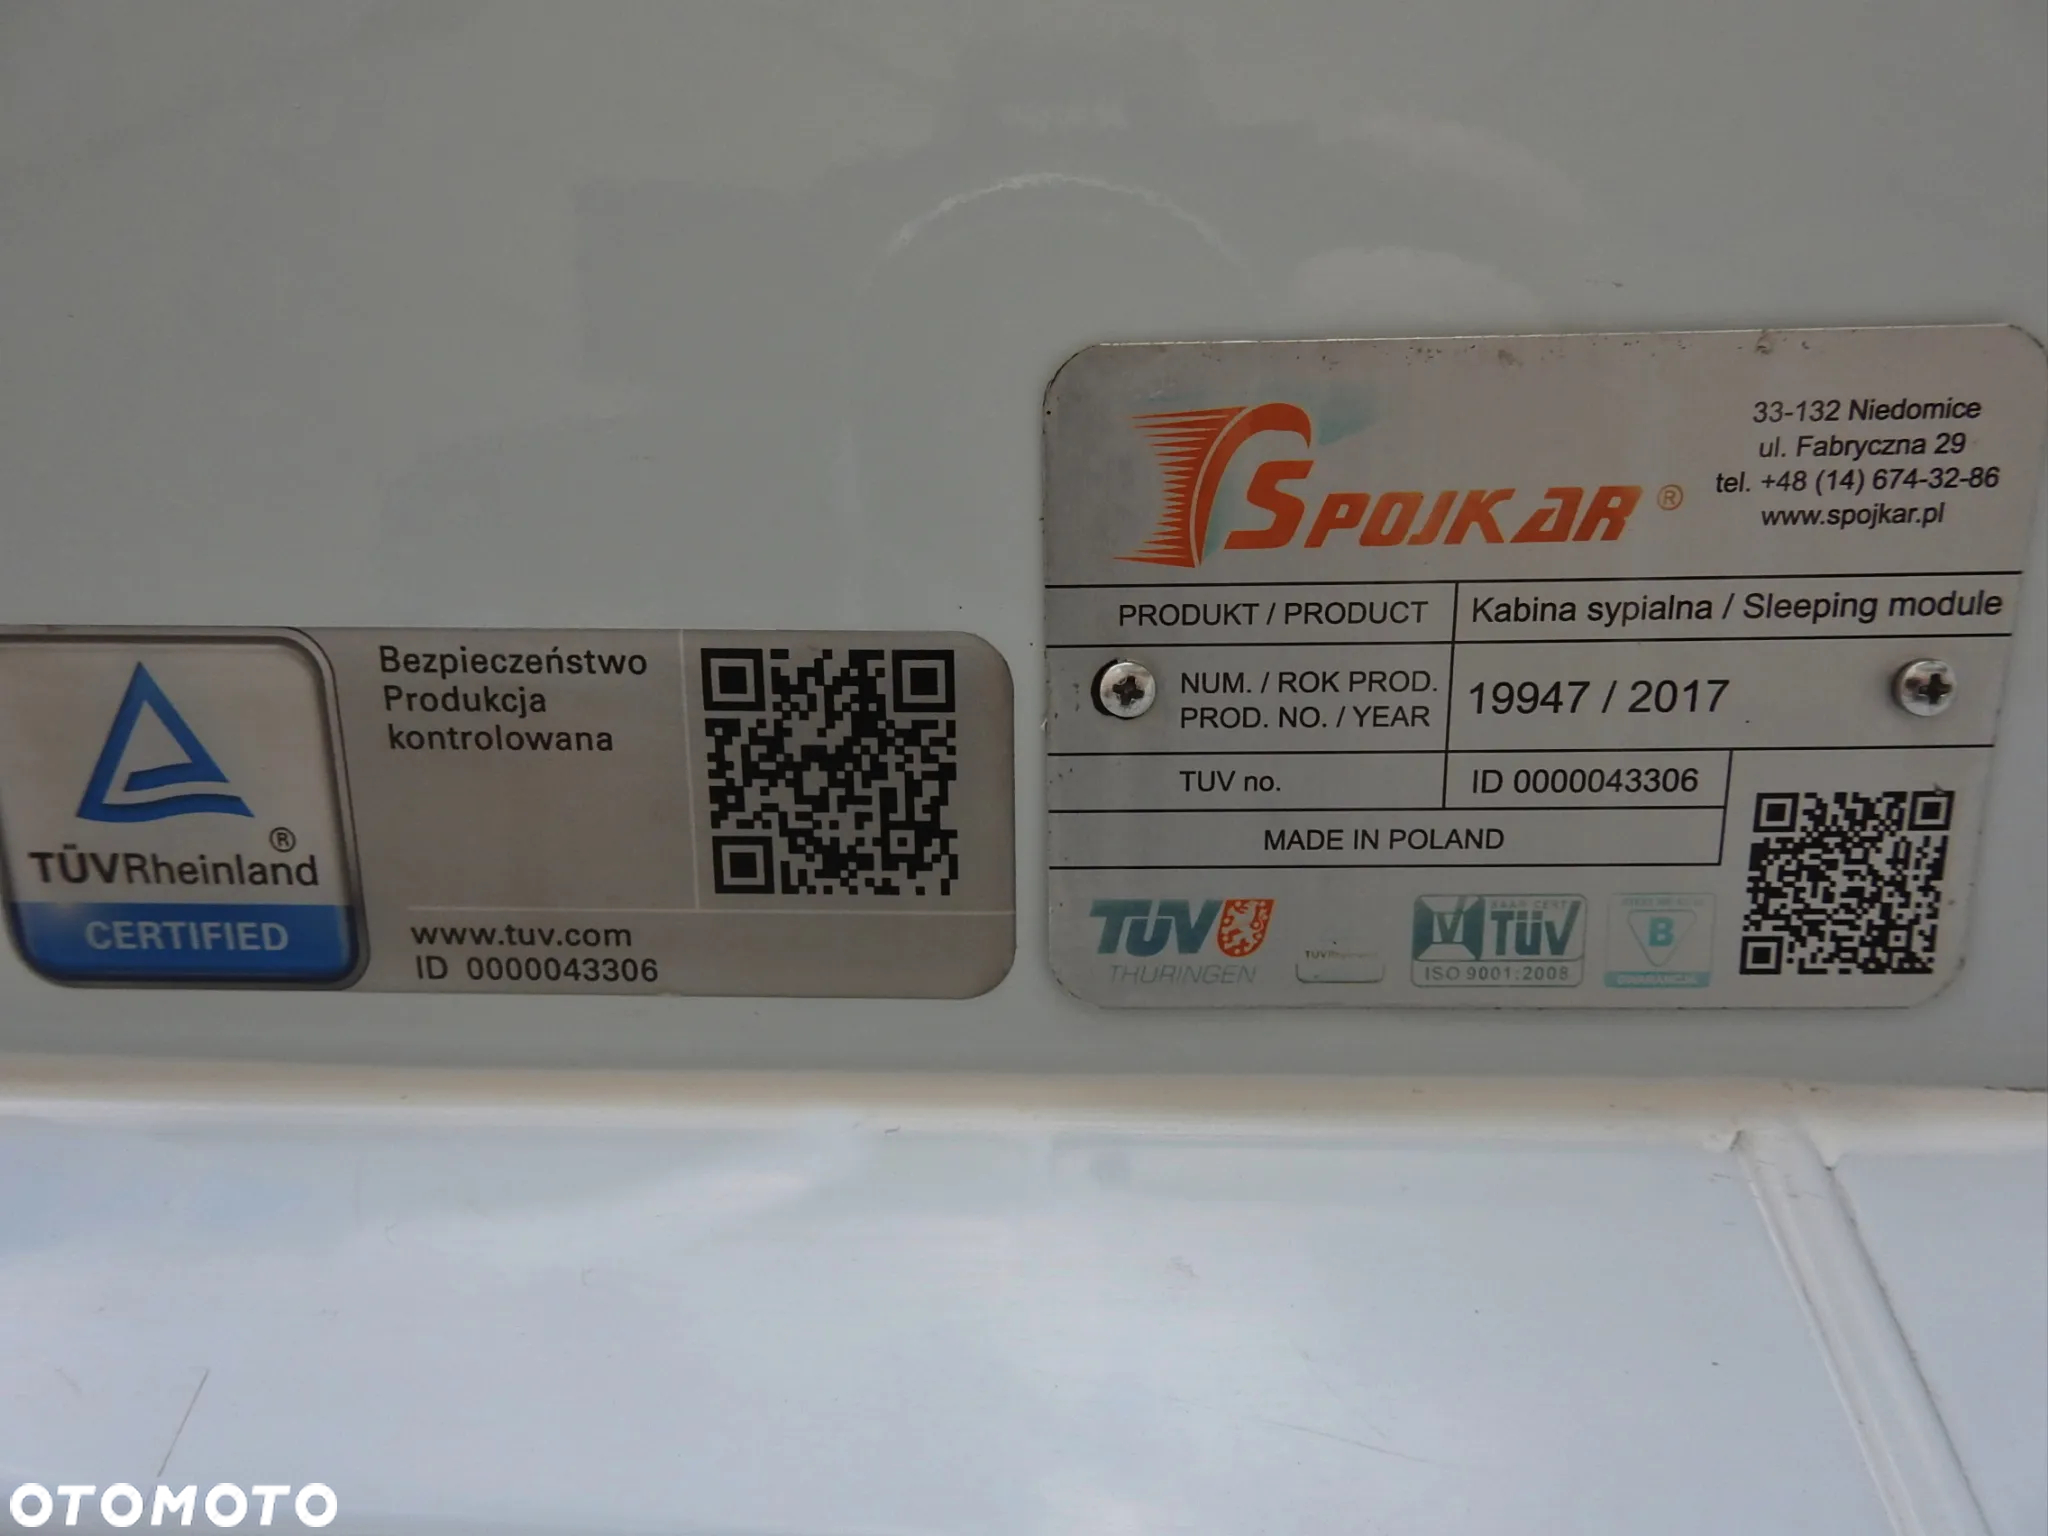 SPOJKAR ®
33-132 Niedomice
ul. Fabryczna 29
tel. +48 (14) 674-32-86
www.spojkar.pl
PRODUKT / PRODUCT
Kabina sypialna / Sleeping module
NUM. / ROK PROD.
PROD. NO. / YEAR
19947 / 2017
TUV no.
ID 0000043306
MADE IN POLAND
TÜV
THÜRINGEN
TÜVRheinland
TÜV
ISO 9001:2008
B
TÜVRheinland ®
CERTIFIED
Bezpieczeństwo
Produkcja
kontrolowana
www.tuv.com
ID 0000043306
OTOMOTO